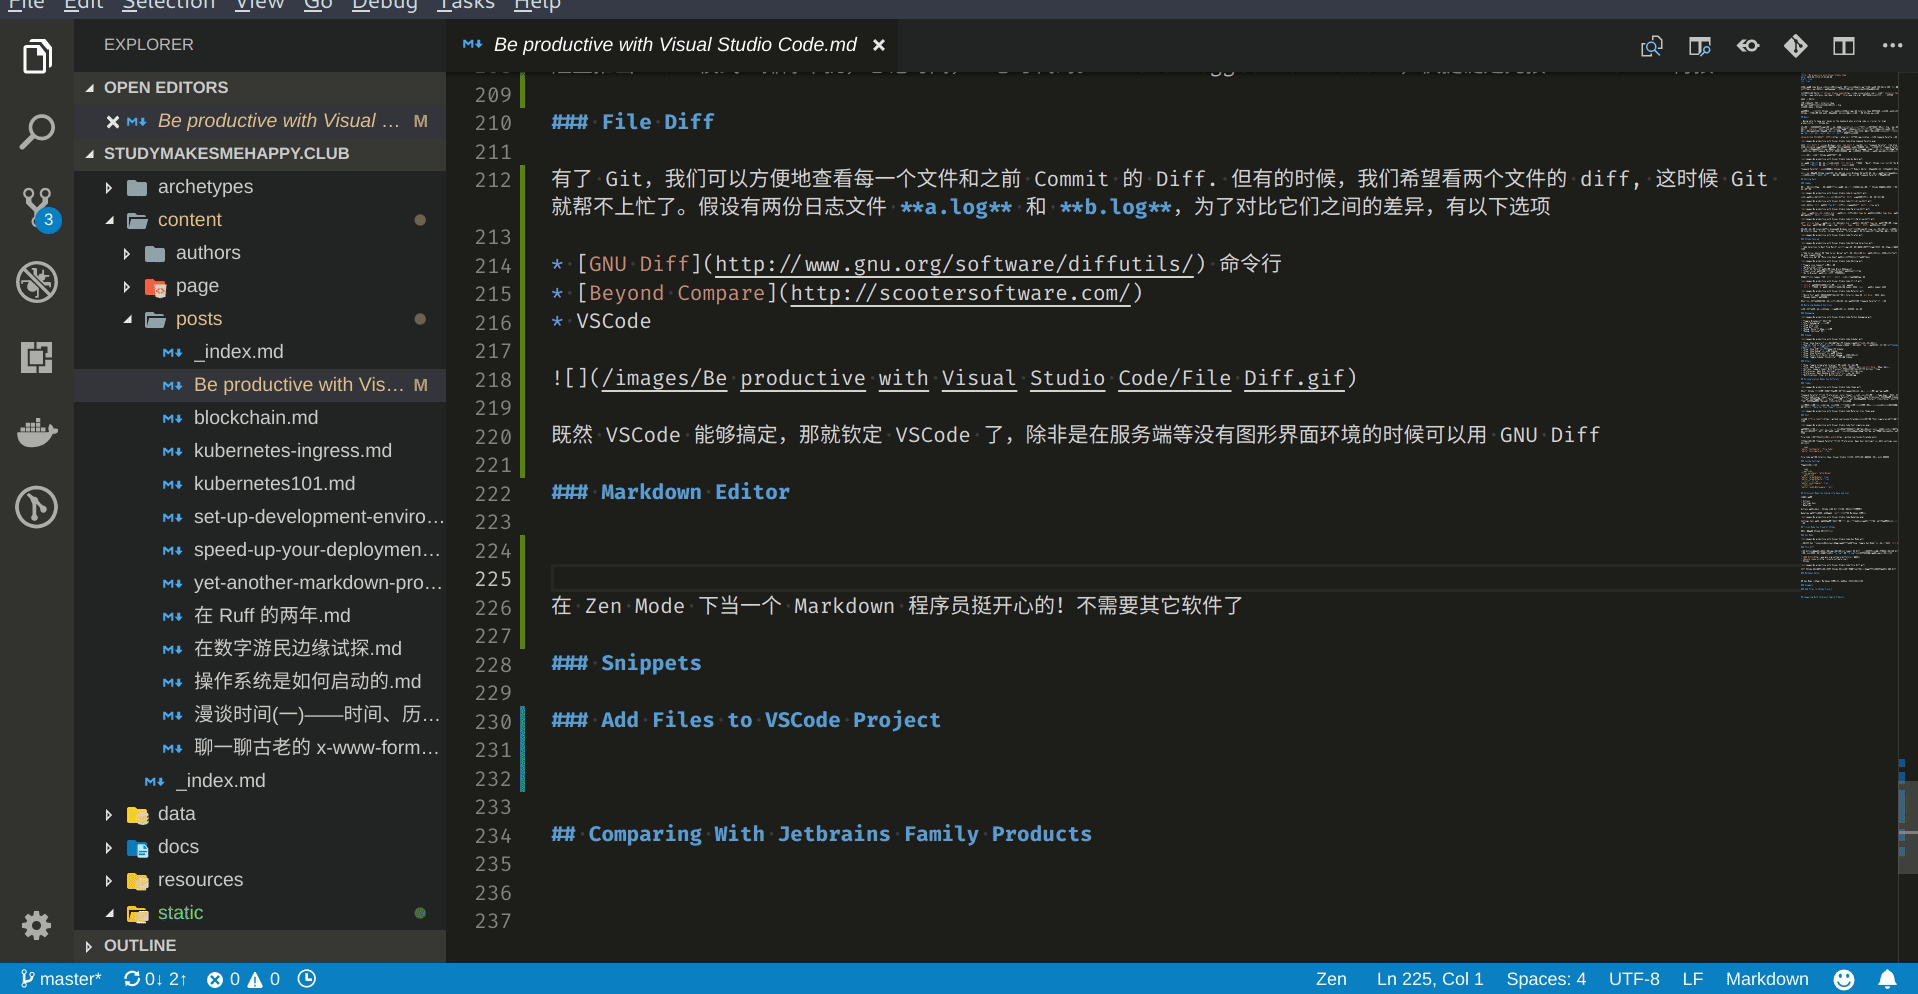 File Edit Selection View Go Debug Tasks Help
EXPLORER
OPEN EDITORS
Be productive with Visual ... M
STUDYMAKESMEHAPPY.CLUB
archetypes
content
authors
page
posts
_index.md
Be productive with Vis... M
blockchain.md
kubernetes-ingress.md
kubernetes101.md
set-up-development-enviro...
speed-up-your-deploymen...
yet-another-markdown-pro...
在 Ruff 的两年.md
在数字游民边缘试探.md
操作系统是如何启动的.md
漫谈时间(一)——时间、历...
聊一聊古老的 x-www-form...
_index.md
data
docs
resources
static
OUTLINE
3
Be productive with Visual Studio Code.md
209
210 ### File Diff
211
212 有了 Git，我们可以方便地查看每一个文件和之前 Commit 的 Diff. 但有的时候，我们希望看两个文件的 diff, 这时候 Git
就帮不上忙了。假设有两份日志文件 **a.log** 和 **b.log**，为了对比它们之间的差异，有以下选项
213
214 * [GNU Diff](http://www.gnu.org/software/diffutils/) 命令行
215 * [Beyond Compare](http://scootersoftware.com/)
216 * VSCode
217
218 ![](/images/Be productive with Visual Studio Code/File Diff.gif)
219
220 既然 VSCode 能够搞定，那就钦定 VSCode 了，除非是在服务端等没有图形界面环境的时候可以用 GNU Diff
221
222 ### Markdown Editor
223
224
225
226 在 Zen Mode 下当一个 Markdown 程序员挺开心的！不需要其它软件了
227
228 ### Snippets
229
230 ### Add Files to VSCode Project
231
232
233
234 ## Comparing With Jetbrains Family Products
235
236
237
master* 0↓ 2↑ 0 0 Zen Ln 225, Col 1 Spaces: 4 UTF-8 LF Markdown